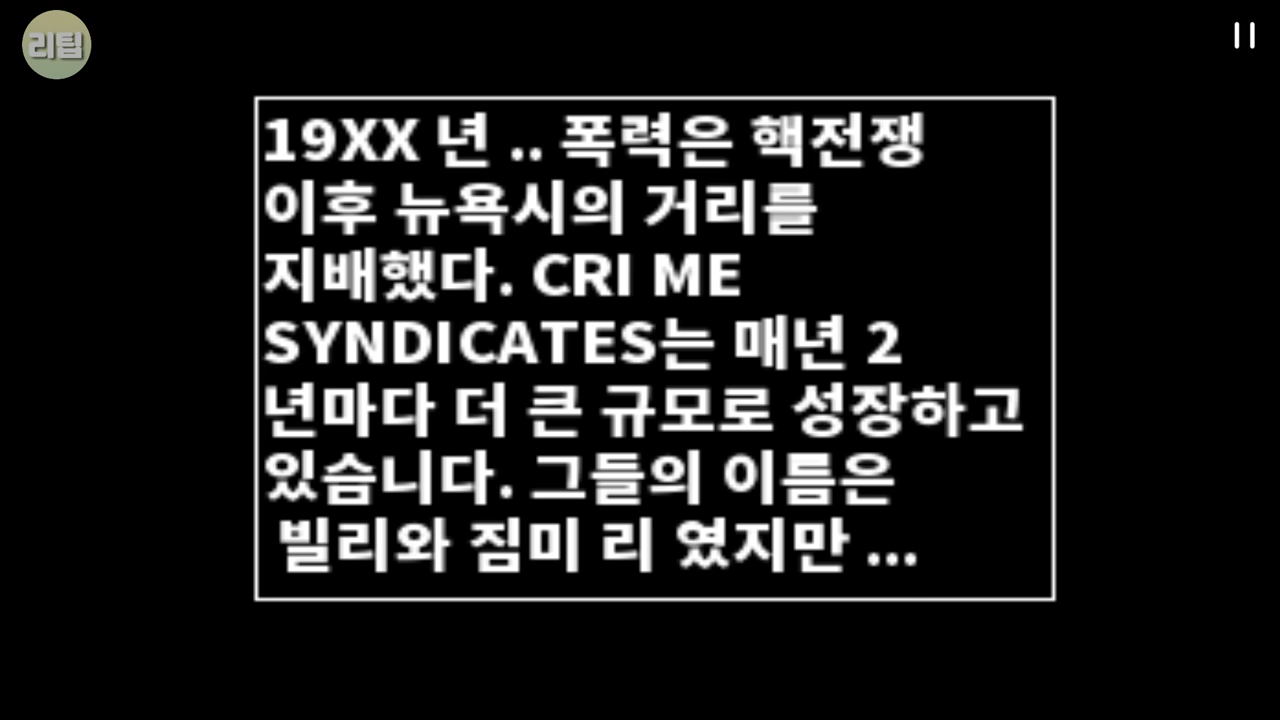 리팁
19XX 년 .. 폭력은 핵전쟁
이후 뉴욕시의 거리를
지배했다. CRI ME
SYNDICATES는 매년 2
년마다 더 큰 규모로 성장하고
있습니다. 그들의 이름은
빌리와 짐미 리 였지만 ...